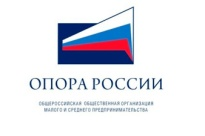 ОПОРА РОССИИ
ОБЩЕРОССИЙСКАЯ ОБЩЕСТВЕННАЯ ОРГАНИЗАЦИЯ
МАЛОГО И СРЕДНЕГО ПРЕДПРИНИМАТЕЛЬСТВА